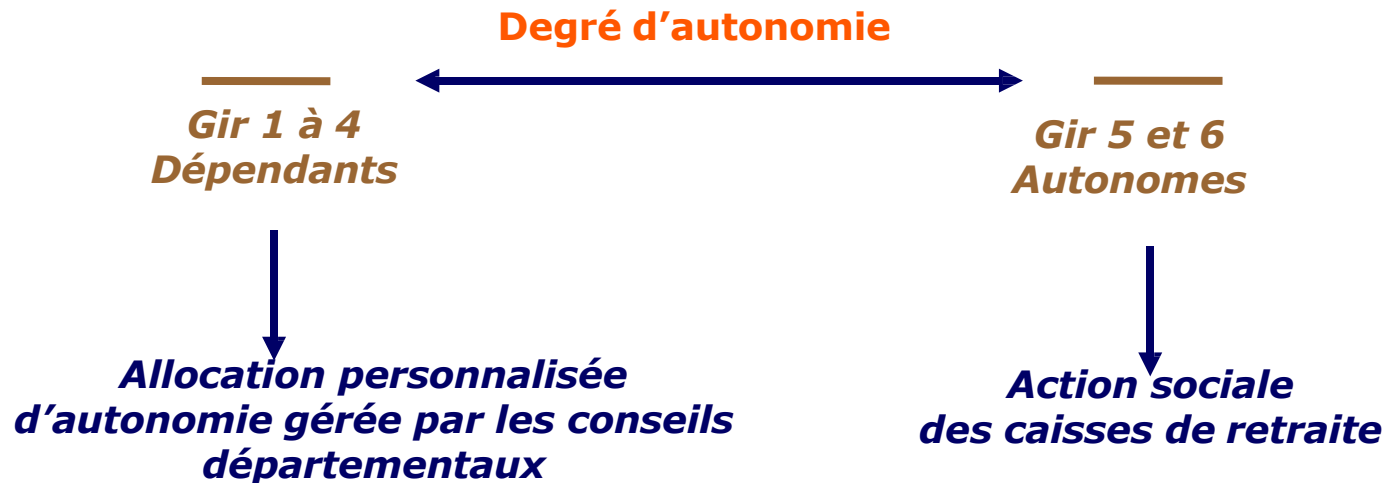 Degré d’autonomie
Gir 1 à 4
Dépendants
Gir 5 et 6
Autonomes
Allocation personnalisée
d’autonomie gérée par les conseils
départementaux
Action sociale
des caisses de retraite